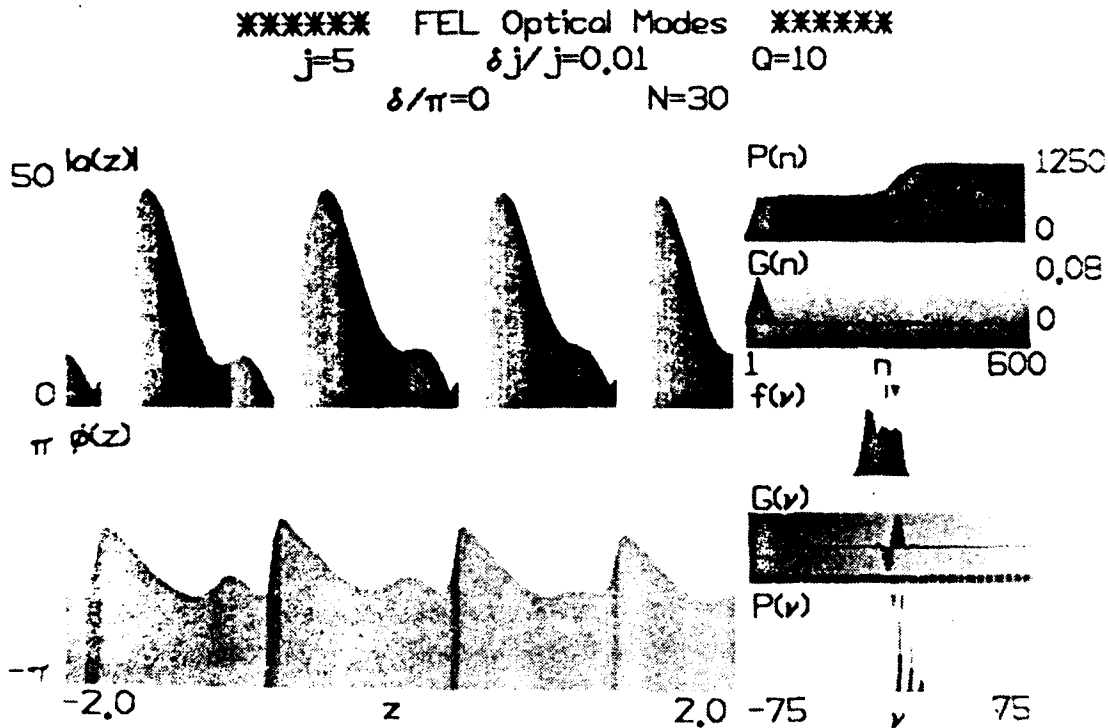 ****** FEL Optical Modes ******
j=5 δj/j=0.01 Q=10
δ/π=0 N=30
50 |a(z)|
0
π φ(z)
-π
-2.0 z 2.0
P(n) 1250
0
G(n) 0.08
0
1 n 600
f(ν)
G(ν)
P(ν)
-75 ν 75